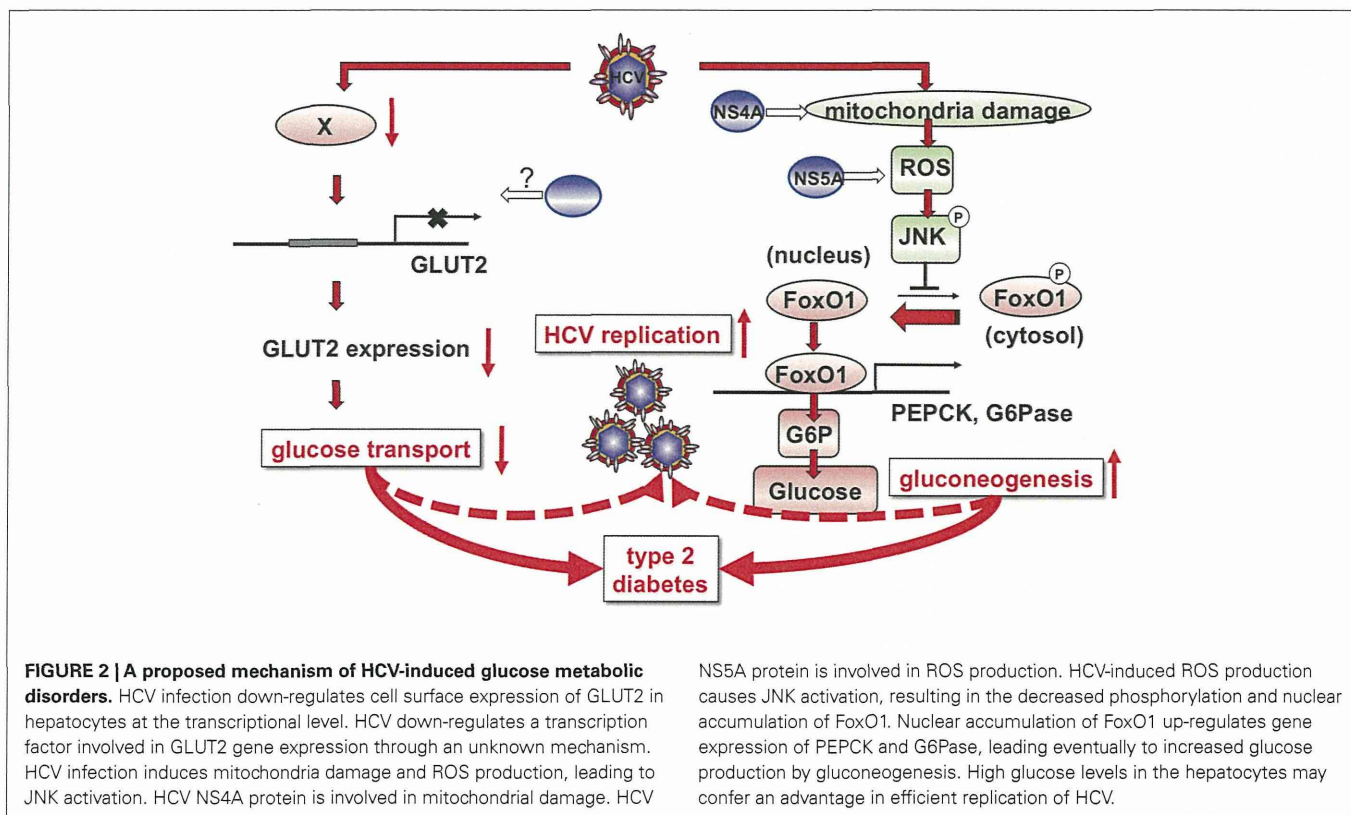 HCV
X
NS4A
mitochondria damage
NS5A
ROS
?
P
JNK
GLUT2
(nucleus)
FoxO1
P
FoxO1
(cytosol)
GLUT2 expression
HCV replication
FoxO1
PEPCK, G6Pase
G6P
glucose transport
Glucose
gluconeogenesis
type 2
diabetes
FIGURE 2 | A proposed mechanism of HCV-induced glucose metabolic
disorders. HCV infection down-regulates cell surface expression of GLUT2 in
hepatocytes at the transcriptional level. HCV down-regulates a transcription
factor involved in GLUT2 gene expression through an unknown mechanism.
HCV infection induces mitochondria damage and ROS production, leading to
JNK activation. HCV NS4A protein is involved in mitochondrial damage. HCV
NS5A protein is involved in ROS production. HCV-induced ROS production
causes JNK activation, resulting in the decreased phosphorylation and nuclear
accumulation of FoxO1. Nuclear accumulation of FoxO1 up-regulates gene
expression of PEPCK and G6Pase, leading eventually to increased glucose
production by gluconeogenesis. High glucose levels in the hepatocytes may
confer an advantage in efficient replication of HCV.